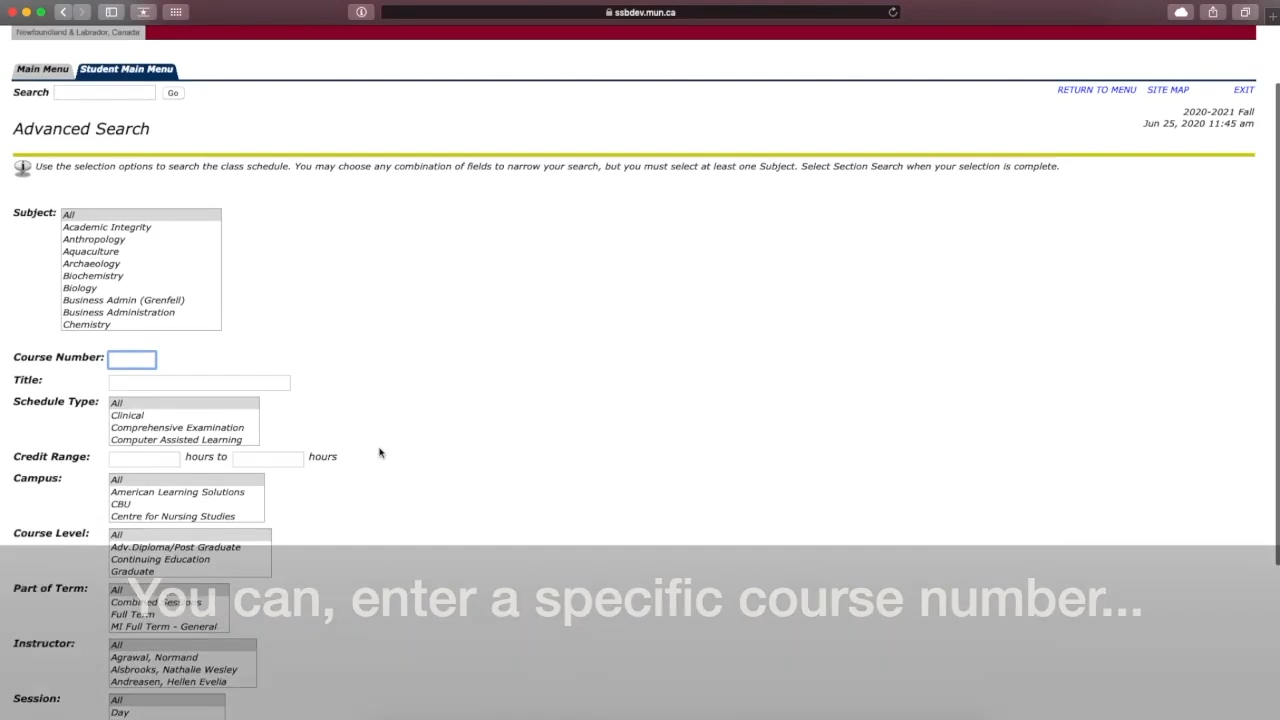 ssbdev.mun.ca
Newfoundland & Labrador, Canada
Main Menu Student Main Menu
Search Go RETURN TO MENU SITE MAP EXIT
2020-2021 Fall
Jun 25, 2020 11:45 am
Advanced Search
Use the selection options to search the class schedule. You may choose any combination of fields to narrow your search, but you must select at least one Subject. Select Section Search when your selection is complete.
Subject: All
Academic Integrity
Anthropology
Aquaculture
Archaeology
Biochemistry
Biology
Business Admin (Grenfell)
Business Administration
Chemistry
Course Number:
Title:
Schedule Type: All
Clinical
Comprehensive Examination
Computer Assisted Learning
Credit Range: hours to hours
Campus: All
American Learning Solutions
CBU
Centre for Nursing Studies
Course Level: All
Adv.Diploma/Post Graduate
Continuing Education
Graduate
Part of Term: All
Combined Sessions
Full Term
MI Full Term - General
You can, enter a specific course number...
Instructor: All
Agrawal, Normand
Alsbrooks, Nathalie Wesley
Andreasen, Hellen Evelia
Session: All
Day